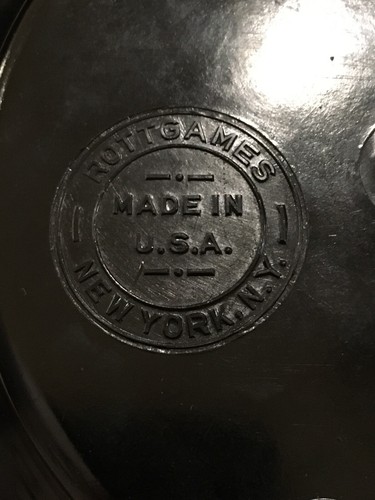 ROTTGAMES
MADE IN
U.S.A.
NEW YORK, N.Y.